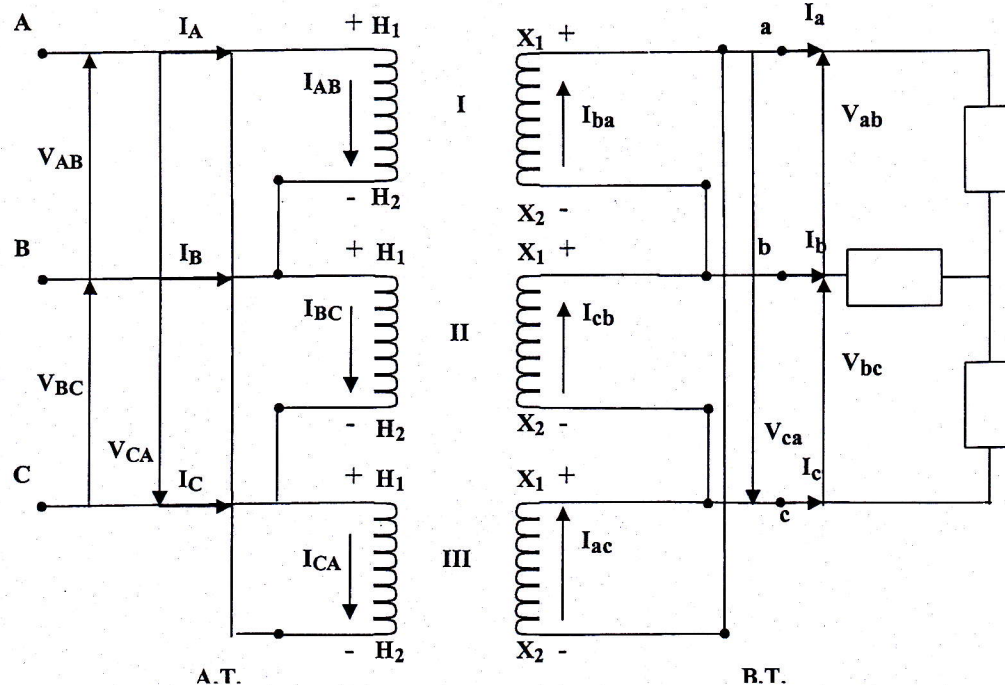 A I_A + H₁ X₁ + a I_a
I_AB I I_ba V_ab
V_AB
- H₂ X₂ -
B I_B + H₁ X₁ + b I_b
I_BC II I_cb V_bc
V_BC
- H₂ X₂ -
V_CA V_ca
C I_C + H₁ X₁ + c I_c
I_CA III I_ac
- H₂ X₂ -
A.T. B.T.